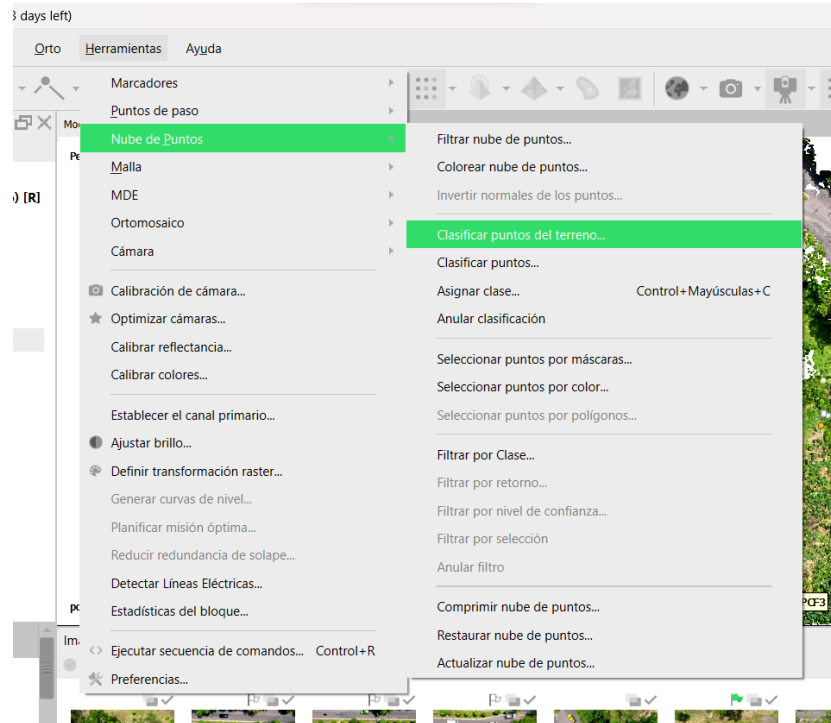 3 days left)
Orto Herramientas Ayuda
Marcadores
Puntos de paso
Nube de Puntos
Malla
MDE
Ortomosaico
Cámara
Calibración de cámara...
Optimizar cámaras...
Calibrar reflectancia...
Calibrar colores...
Establecer el canal primario...
Ajustar brillo...
Definir transformación raster...
Generar curvas de nivel...
Planificar misión óptima...
Reducir redundancia de solape...
Detectar Líneas Eléctricas...
Estadísticas del bloque...
Ejecutar secuencia de comandos... Control+R
Preferencias...
Filtrar nube de puntos...
Colorear nube de puntos...
Invertir normales de los puntos...
Clasificar puntos del terreno...
Clasificar puntos...
Asignar clase... Control+Mayúsculas+C
Anular clasificación
Seleccionar puntos por máscaras...
Seleccionar puntos por color...
Seleccionar puntos por polígonos...
Filtrar por Clase...
Filtrar por retorno...
Filtrar por nivel de confianza...
Filtrar por selección
Anular filtro
Comprimir nube de puntos...
Restaurar nube de puntos...
Actualizar nube de puntos...
) [R]